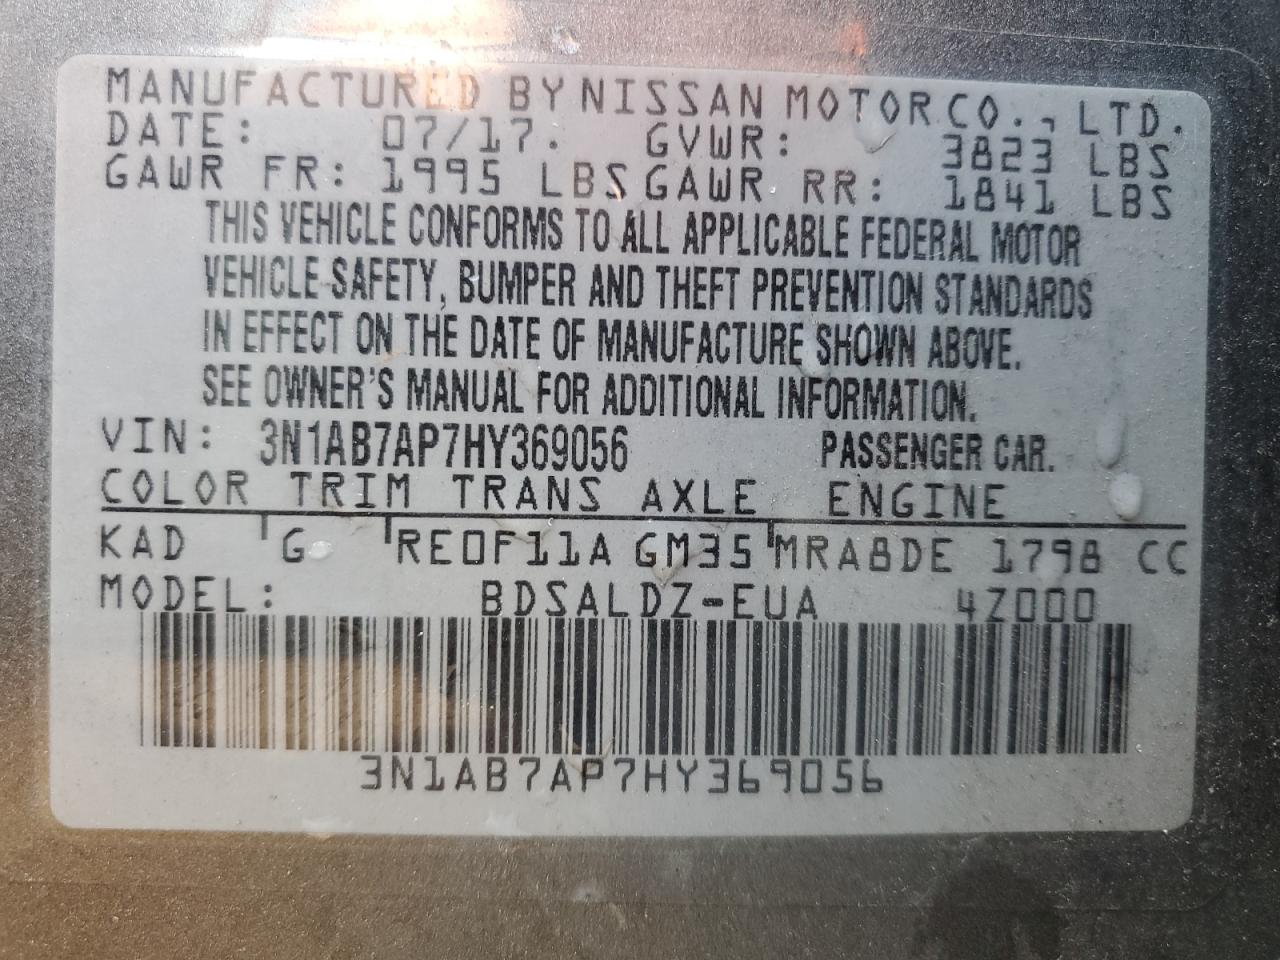 MANUFACTURED BY NISSAN MOTOR CO., LTD.
DATE: 07/17. GVWR: 3823 LBS
GAWR FR: 1995 LBS GAWR RR: 1841 LBS
THIS VEHICLE CONFORMS TO ALL APPLICABLE FEDERAL MOTOR
VEHICLE SAFETY, BUMPER AND THEFT PREVENTION STANDARDS
IN EFFECT ON THE DATE OF MANUFACTURE SHOWN ABOVE.
SEE OWNER'S MANUAL FOR ADDITIONAL INFORMATION.
VIN: 3N1AB7AP7HY369056 PASSENGER CAR.
COLOR TRIM TRANS AXLE ENGINE
KAD G RE0F11A GM35 MRA8DE 1798 CC
MODEL: BDSALDZ-EUA 4Z000
3N1AB7AP7HY369056